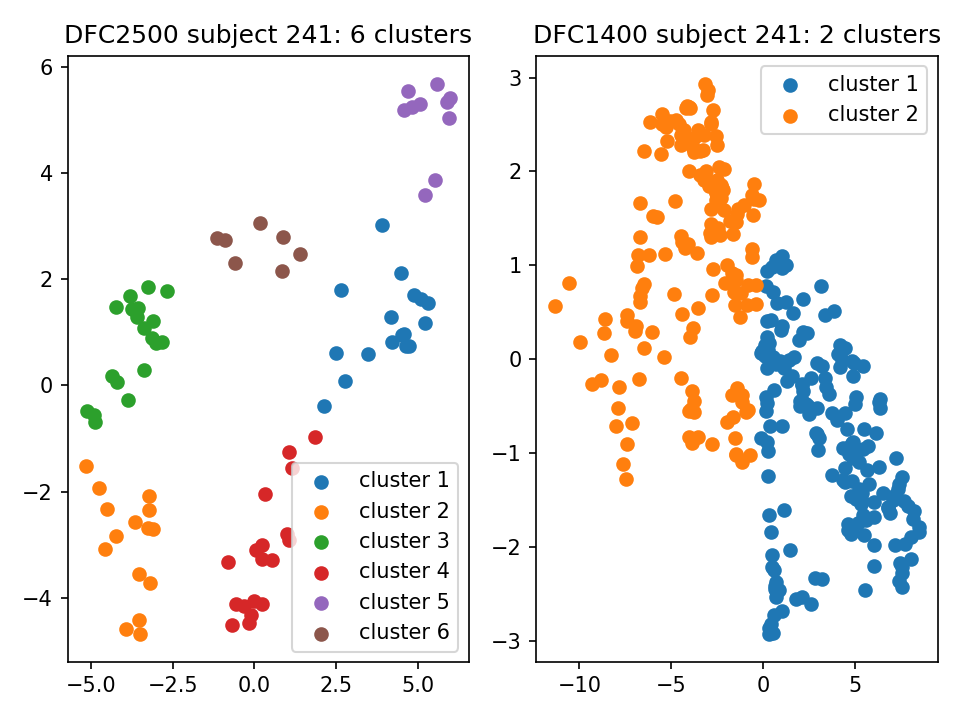 DFC2500 subject 241: 6 clusters
6
4
2
0
−2
−4
−5.0 −2.5 0.0 2.5 5.0
cluster 1
cluster 2
cluster 3
cluster 4
cluster 5
cluster 6
DFC1400 subject 241: 2 clusters
3
2
1
0
−1
−2
−3
−10 −5 0 5
cluster 1
cluster 2